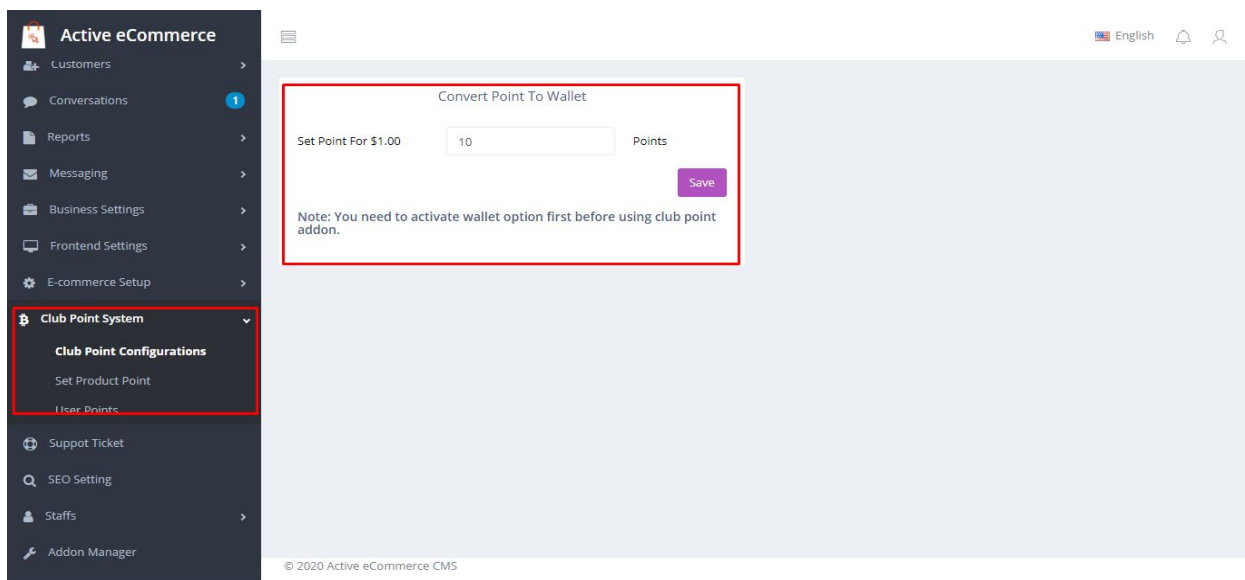 Active eCommerce
English
Customers
Conversations 1
Reports
Messaging
Business Settings
Frontend Settings
E-commerce Setup
Club Point System
Club Point Configurations
Set Product Point
User Points
Suppot Ticket
SEO Setting
Staffs
Addon Manager
Convert Point To Wallet
Set Point For $1.00 10 Points
Save
Note: You need to activate wallet option first before using club point
addon.
© 2020 Active eCommerce CMS